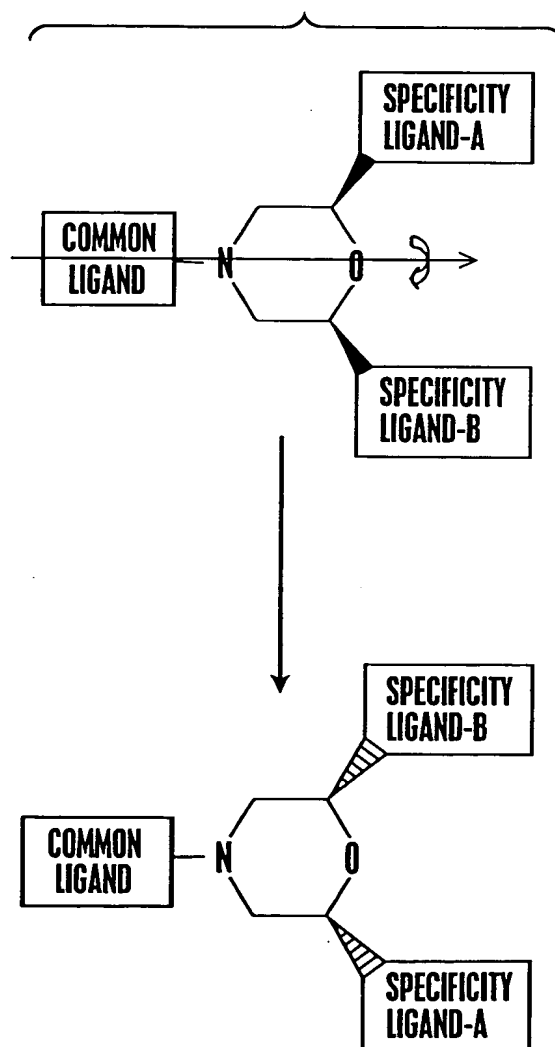 SPECIFICITY
LIGAND-A
COMMON
LIGAND
N
O
SPECIFICITY
LIGAND-B
SPECIFICITY
LIGAND-B
COMMON
LIGAND
N
O
SPECIFICITY
LIGAND-A